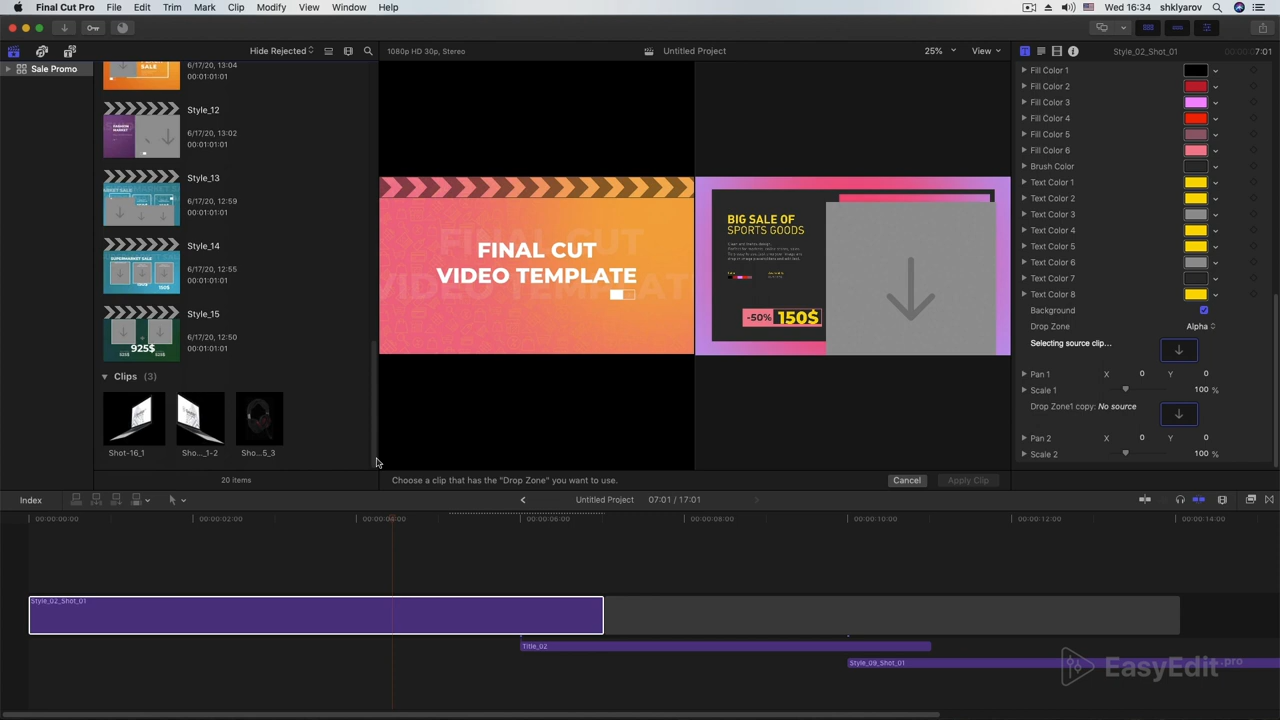 Final Cut Pro File Edit Trim Mark Clip Modify View Window Help
Wed 16:34 shklyarov
Hide Rejected
1080p HD 30p, Stereo
Untitled Project
25%
View
Style_02_Shot_01
7:01
Sale Promo
6/17/20, 13:04
00:01:01:01
Style_12
6/17/20, 13:02
00:01:01:01
Style_13
6/17/20, 12:59
00:01:01:01
Style_14
6/17/20, 12:55
00:01:01:01
Style_15
6/17/20, 12:50
00:01:01:01
FASHION
MARKET
SUPERMARKET SALE
150$
925$
Clips (3)
Shot-16_1
Sho..._1-2
Sho...5_3
20 items
FINAL CUT
VIDEO TEMPLATE
BIG SALE OF
SPORTS GOODS
-50% 150$
Choose a clip that has the "Drop Zone" you want to use.
Cancel
Apply Clip
Fill Color 1
Fill Color 2
Fill Color 3
Fill Color 4
Fill Color 5
Fill Color 6
Brush Color
Text Color 1
Text Color 2
Text Color 3
Text Color 4
Text Color 5
Text Color 6
Text Color 7
Text Color 8
Background
Drop Zone Alpha
Selecting source clip...
Pan 1 X 0 Y 0
Scale 1 100 %
Drop Zone1 copy: No source
Pan 2 X 0 Y 0
Scale 2 100 %
Index
Untitled Project 07:01 / 17:01
00:00:00:00
00:00:02:00
00:00:04:00
00:00:06:00
00:00:08:00
00:00:10:00
00:00:12:00
00:00:14:00
Style_02_Shot_01
Title_02
Style_09_Shot_01
EasyEdit.pro